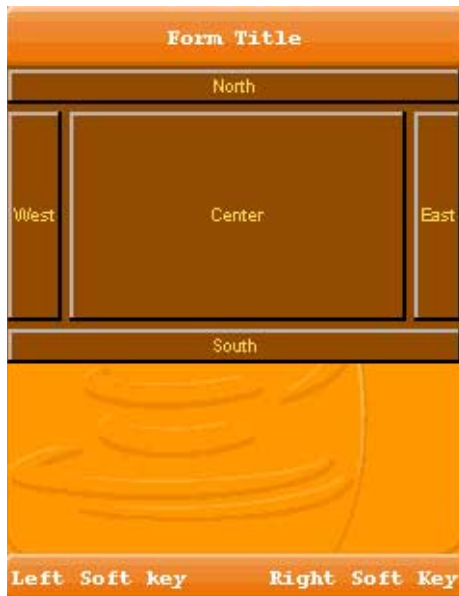 Form Title
North
West Center East
South
Left Soft key Right Soft Key